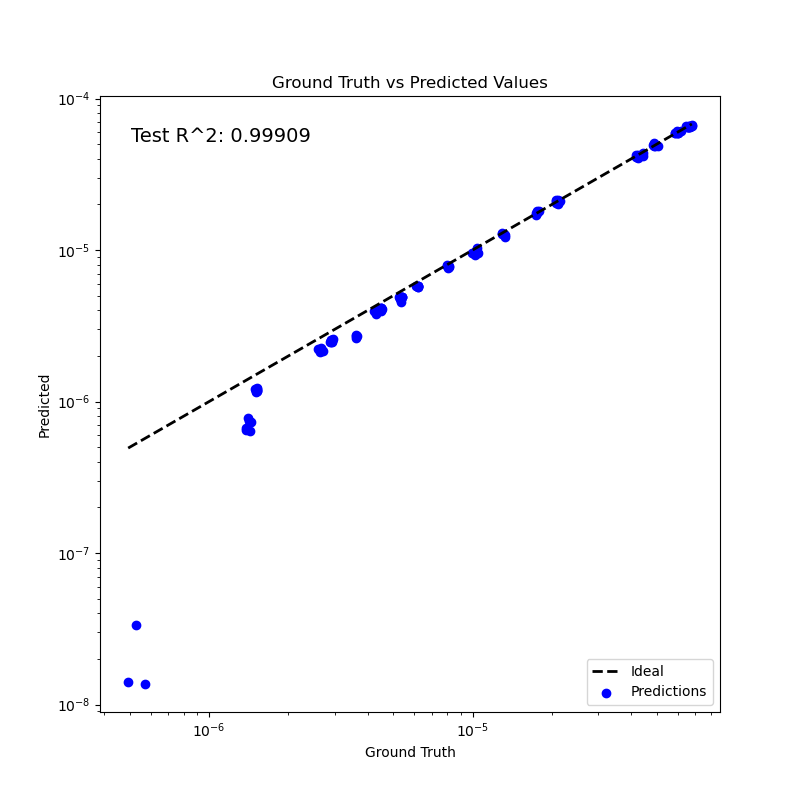 Ground Truth vs Predicted Values
Test R^2: 0.99909
10⁻⁴
10⁻⁵
10⁻⁶
10⁻⁷
10⁻⁸
Predicted
10⁻⁶
10⁻⁵
Ground Truth
Ideal
Predictions